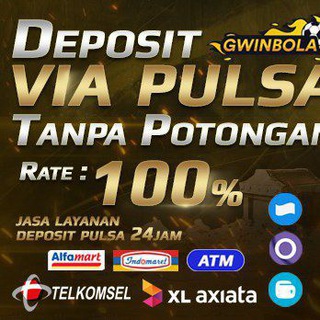 DEPOSIT
GWINBOLA
VIA PULSA
TANPA POTONGAN
RATE : 100%
JASA LAYANAN
DEPOSIT PULSA 24JAM
Alfamart Indomaret ATM
TELKOMSEL XL axiata